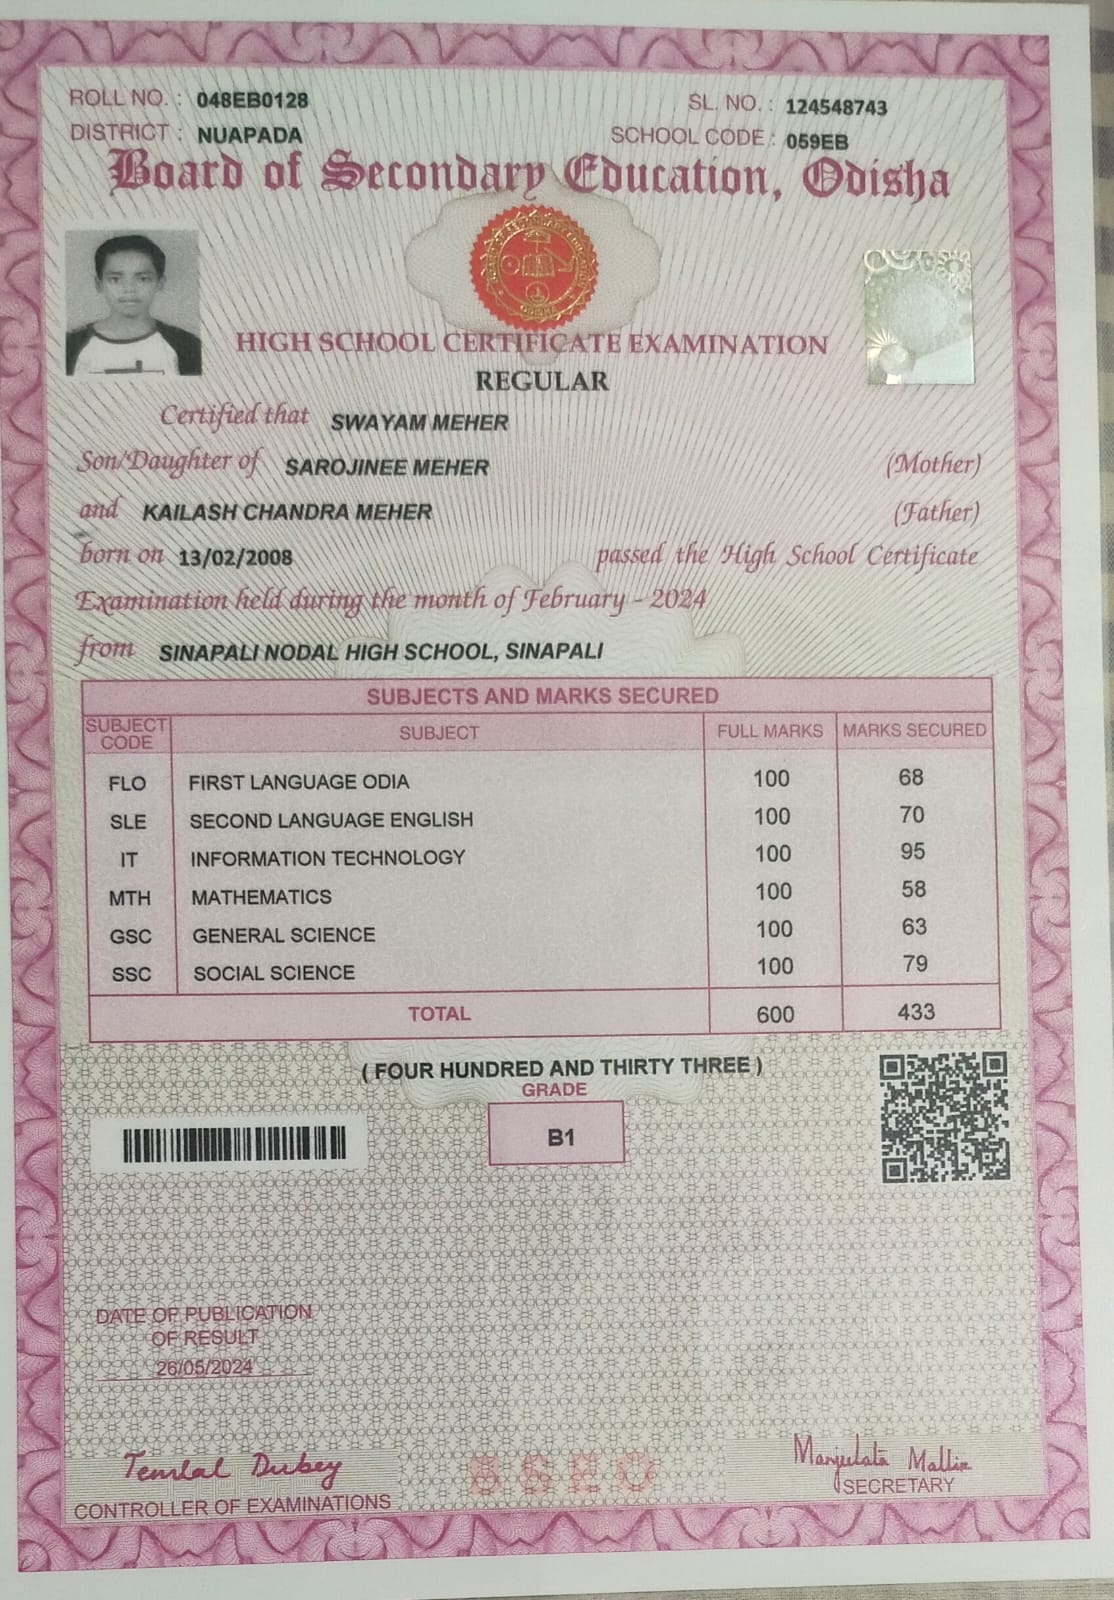 ROLL NO. : 048EB0128
SL. NO. : 124548743
DISTRICT : NUAPADA
SCHOOL CODE : 059EB
Board of Secondary Education, Odisha
HIGH SCHOOL CERTIFICATE EXAMINATION
REGULAR
Certified that SWAYAM MEHER
Son/Daughter of SAROJINEE MEHER (Mother)
and KAILASH CHANDRA MEHER (Father)
born on 13/02/2008 passed the High School Certificate
Examination held during the month of February - 2024
from SINAPALI NODAL HIGH SCHOOL, SINAPALI
SUBJECTS AND MARKS SECURED
SUBJECT CODE SUBJECT FULL MARKS MARKS SECURED
FLO FIRST LANGUAGE ODIA 100 68
SLE SECOND LANGUAGE ENGLISH 100 70
IT INFORMATION TECHNOLOGY 100 95
MTH MATHEMATICS 100 58
GSC GENERAL SCIENCE 100 63
SSC SOCIAL SCIENCE 100 79
TOTAL 600 433
( FOUR HUNDRED AND THIRTY THREE )
GRADE
B1
DATE OF PUBLICATION
OF RESULT
26/05/2024
Manjulata Mallik
Dubey
BSEO
CONTROLLER OF EXAMINATIONS
SECRETARY